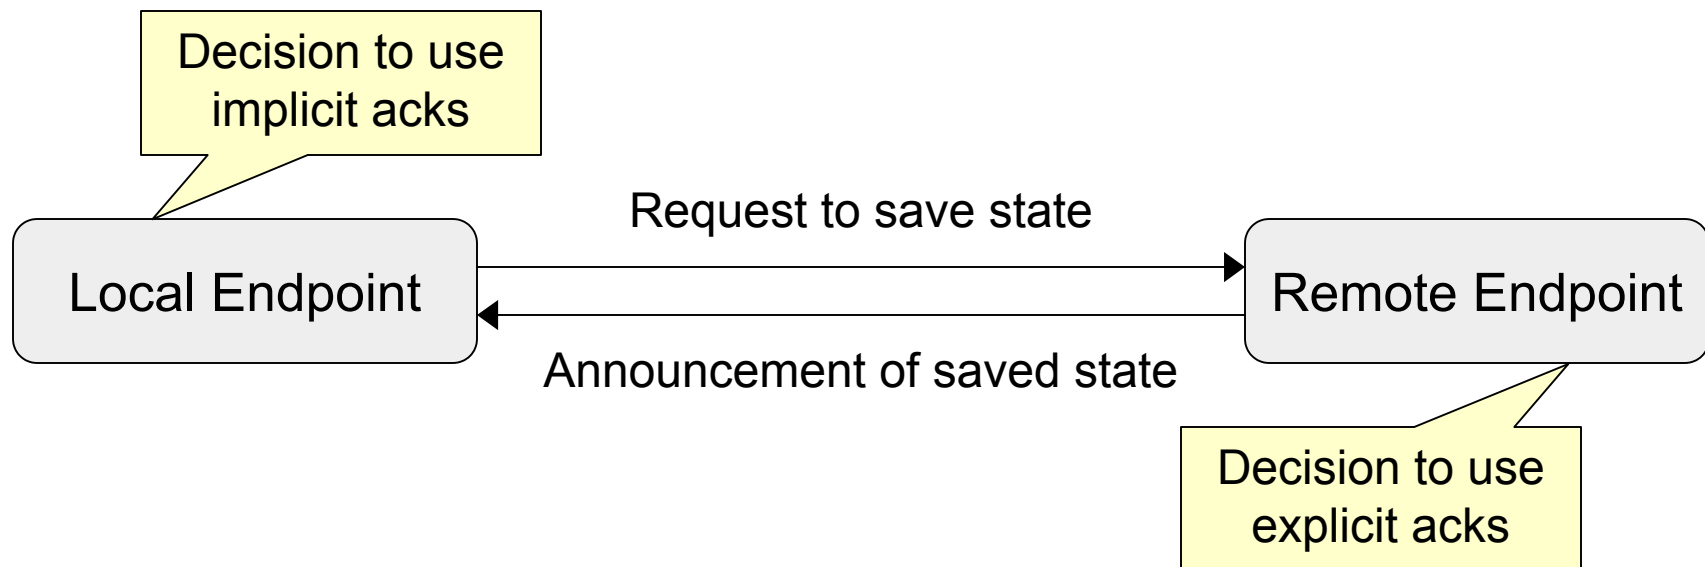 Decision to use
implicit acks
Request to save state
Local Endpoint
Remote Endpoint
Announcement of saved state
Decision to use
explicit acks